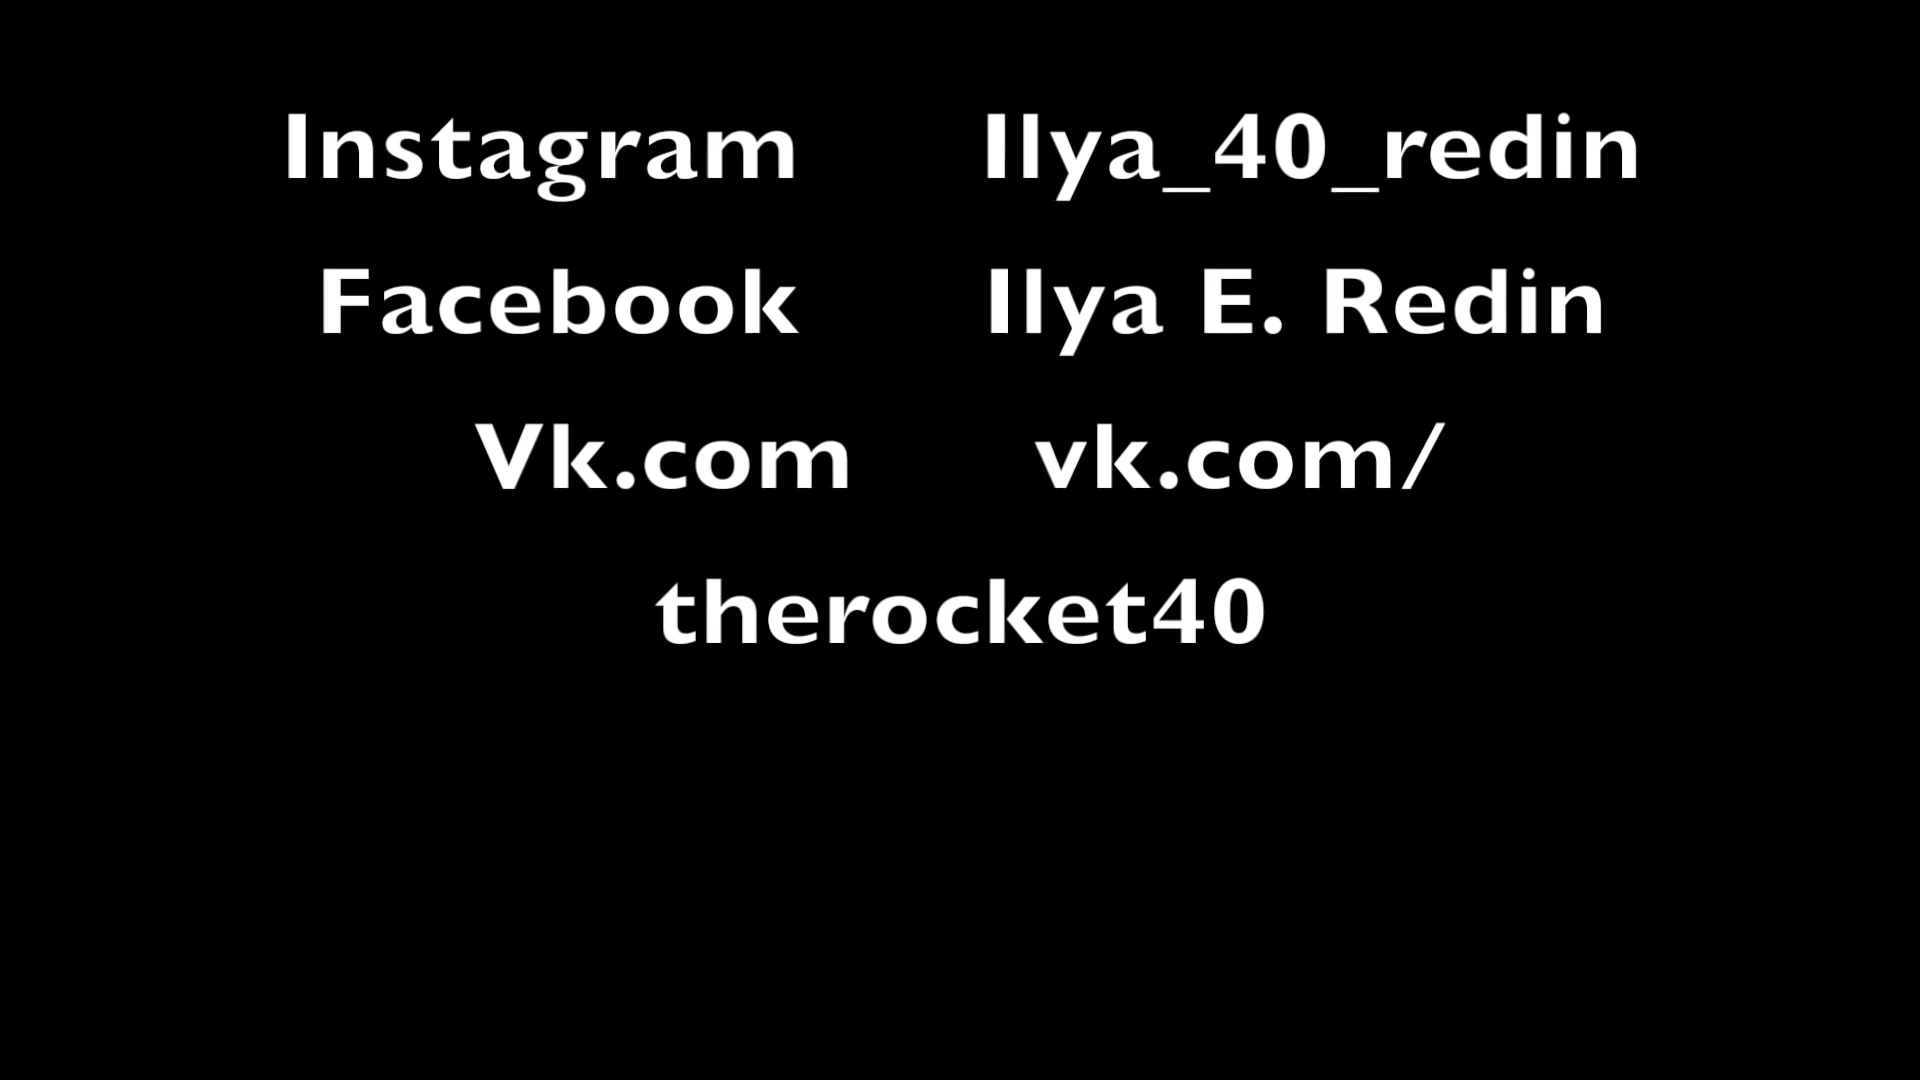 Instagram Ilya_40_redin
Facebook Ilya E. Redin
Vk.com vk.com/
therocket40